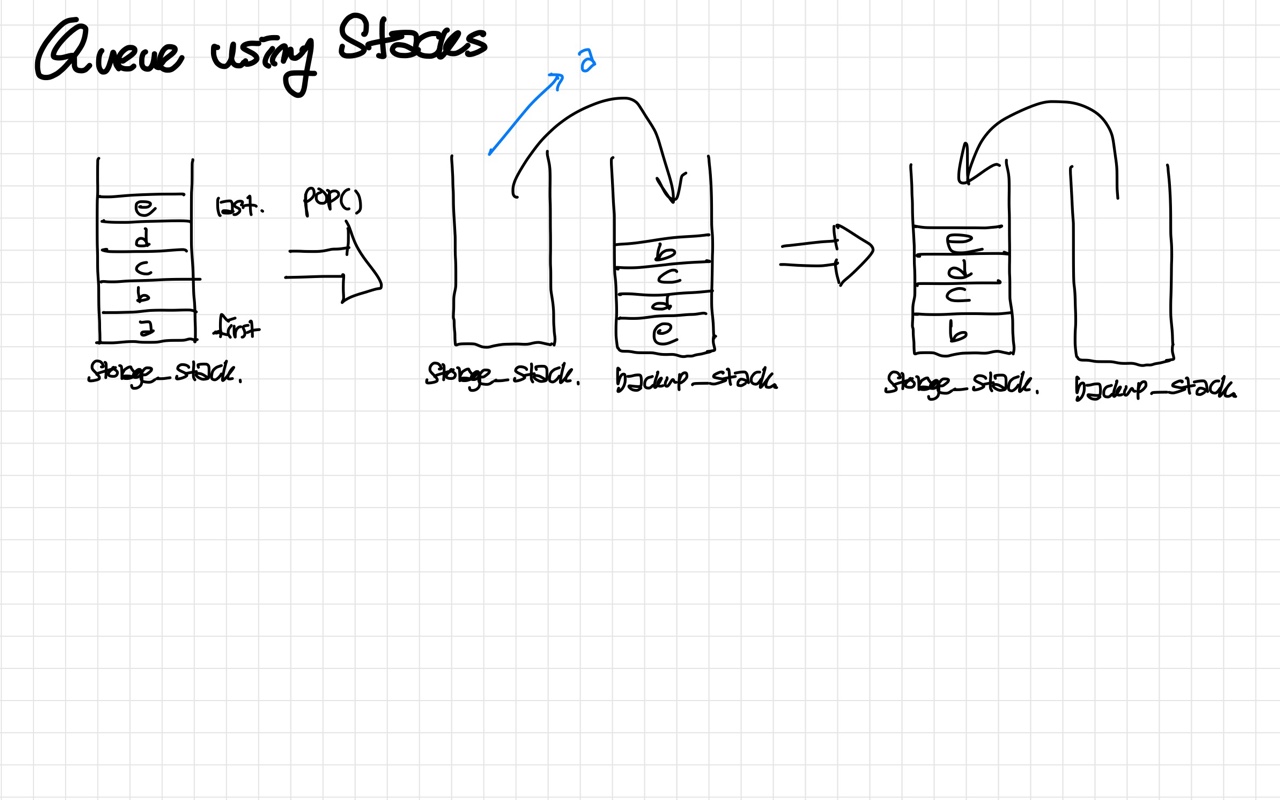 Queue using Stacks
a
e last.
d
c
b
a first
storage_stack.
pop()
storage_stack.
b
c
d
e
backup_stack.
e
d
c
b
storage_stack.
backup_stack.